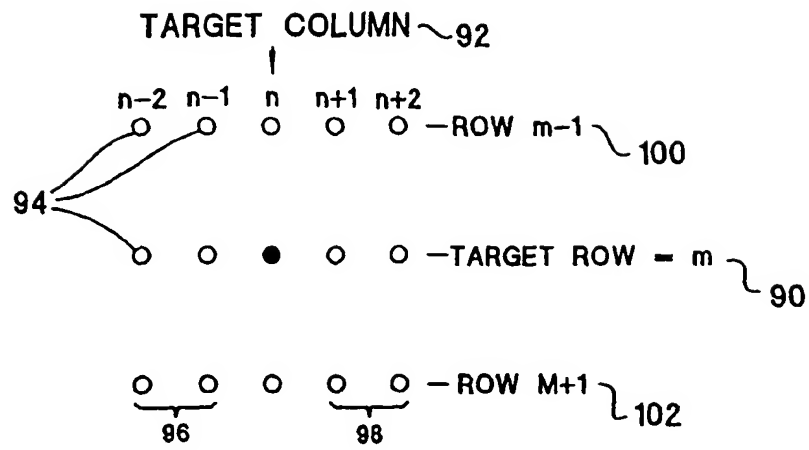 TARGET COLUMN 92
n-2 n-1 n n+1 n+2
ROW m-1 100
94
TARGET ROW = m 90
ROW M+1 102
96 98